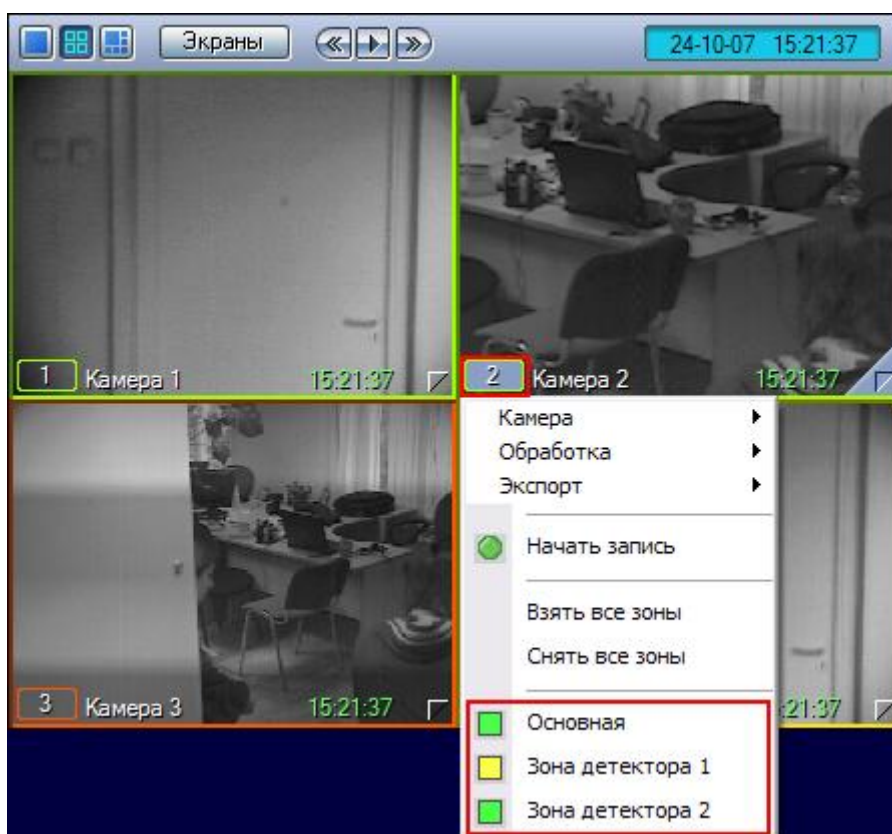 Экраны
24-10-07 15:21:37
1 Камера 1 15:21:37
2 Камера 2 15:21:37
Камера
Обработка
Экспорт
Начать запись
Взять все зоны
Снять все зоны
3 Камера 3 15:21:37
:21:37
Основная
Зона детектора 1
Зона детектора 2